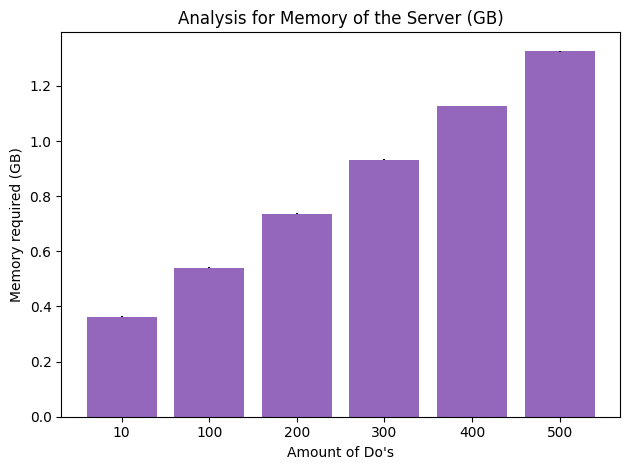 Analysis for Memory of the Server (GB)
Memory required (GB)
1.2
1.0
0.8
0.6
0.4
0.2
0.0
10 100 200 300 400 500
Amount of Do's